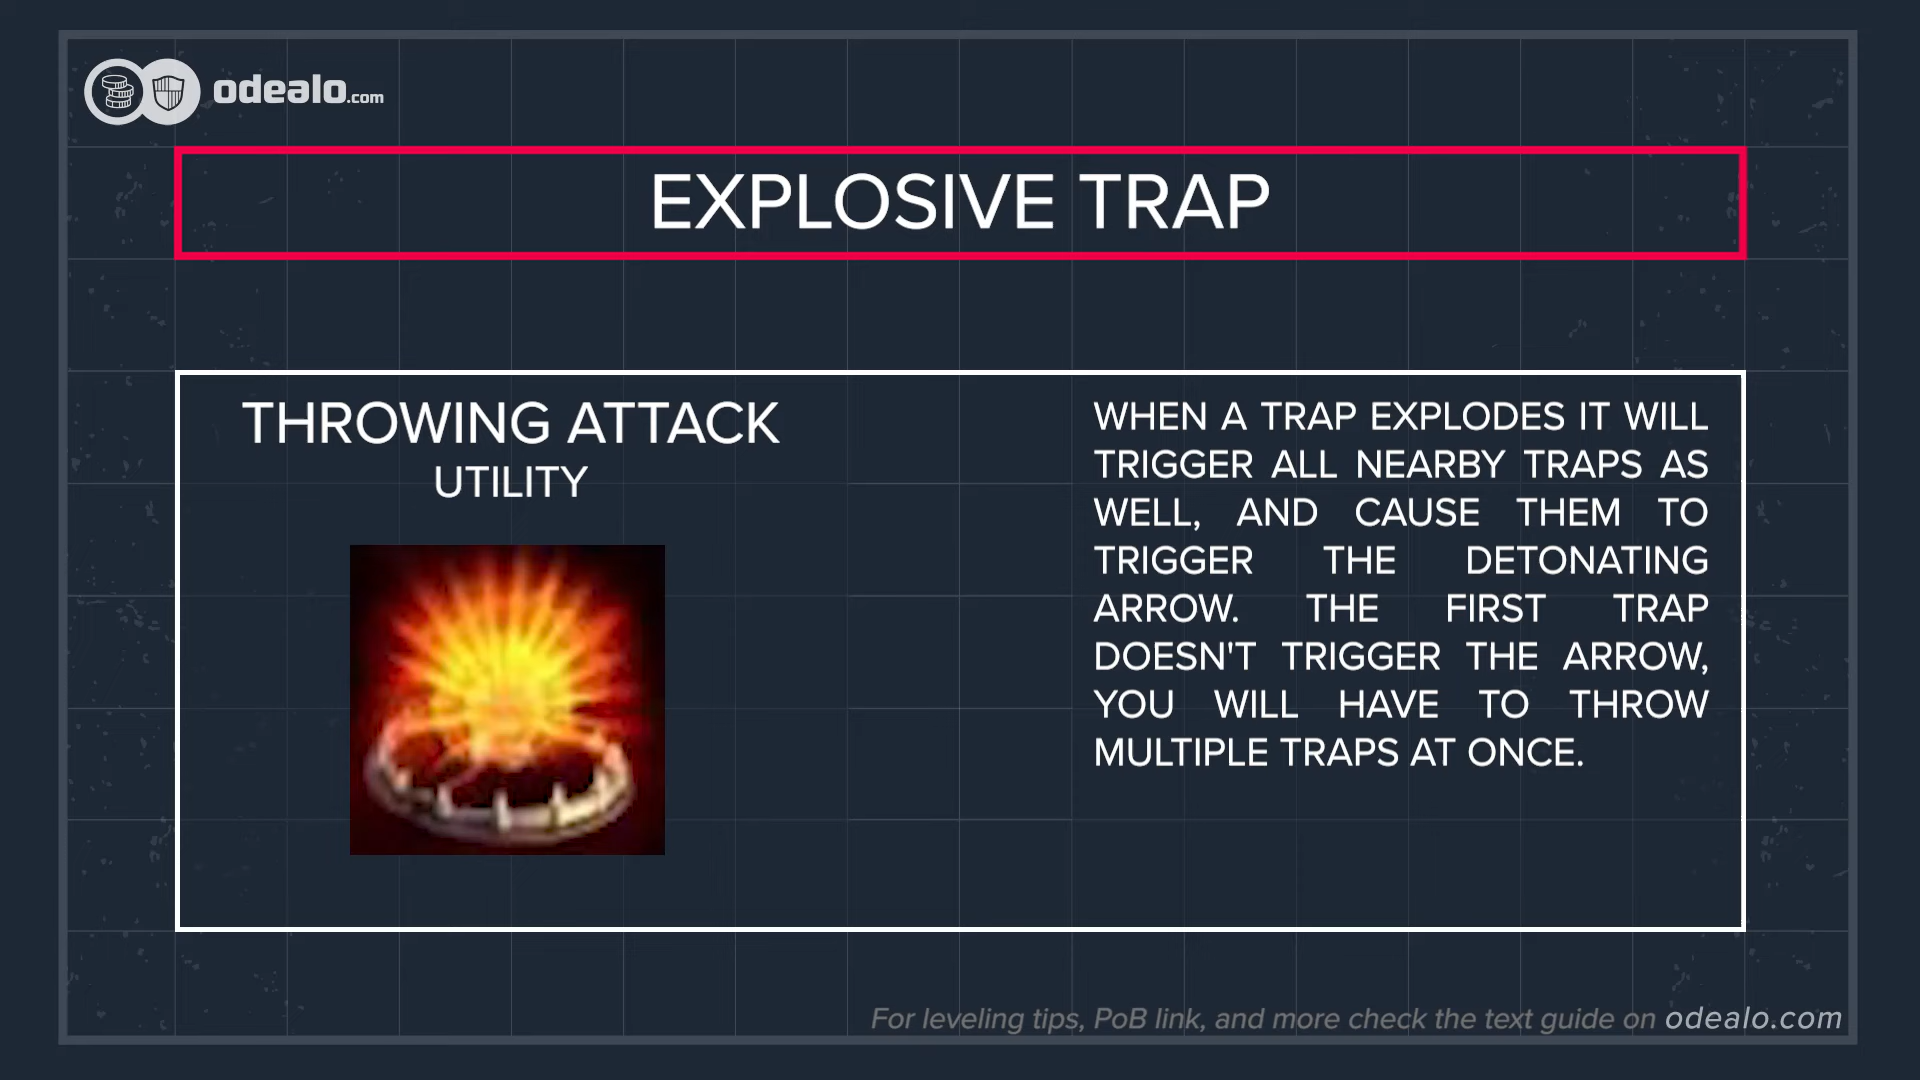 odealo.com
EXPLOSIVE TRAP
THROWING ATTACK
UTILITY
WHEN A TRAP EXPLODES IT WILL
TRIGGER ALL NEARBY TRAPS AS
WELL, AND CAUSE THEM TO
TRIGGER THE DETONATING
ARROW. THE FIRST TRAP
DOESN'T TRIGGER THE ARROW,
YOU WILL HAVE TO THROW
MULTIPLE TRAPS AT ONCE.
For leveling tips, PoB link, and more check the text guide on odealo.com